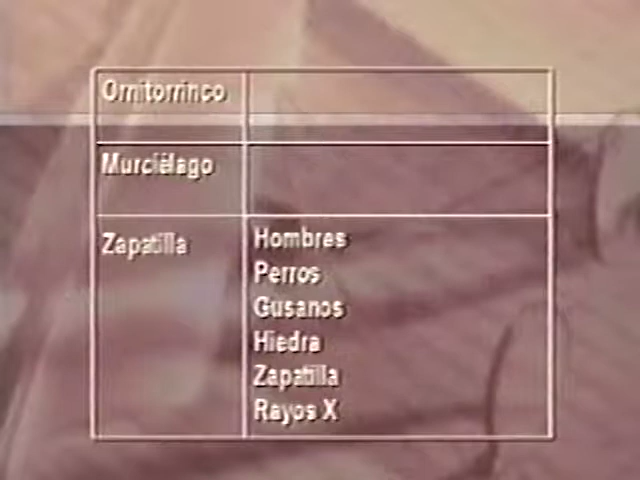 Ornitorrinco
Murciélago
Zapatilla
Hombres
Perros
Gusanos
Hiedra
Zapatilla
Rayos X